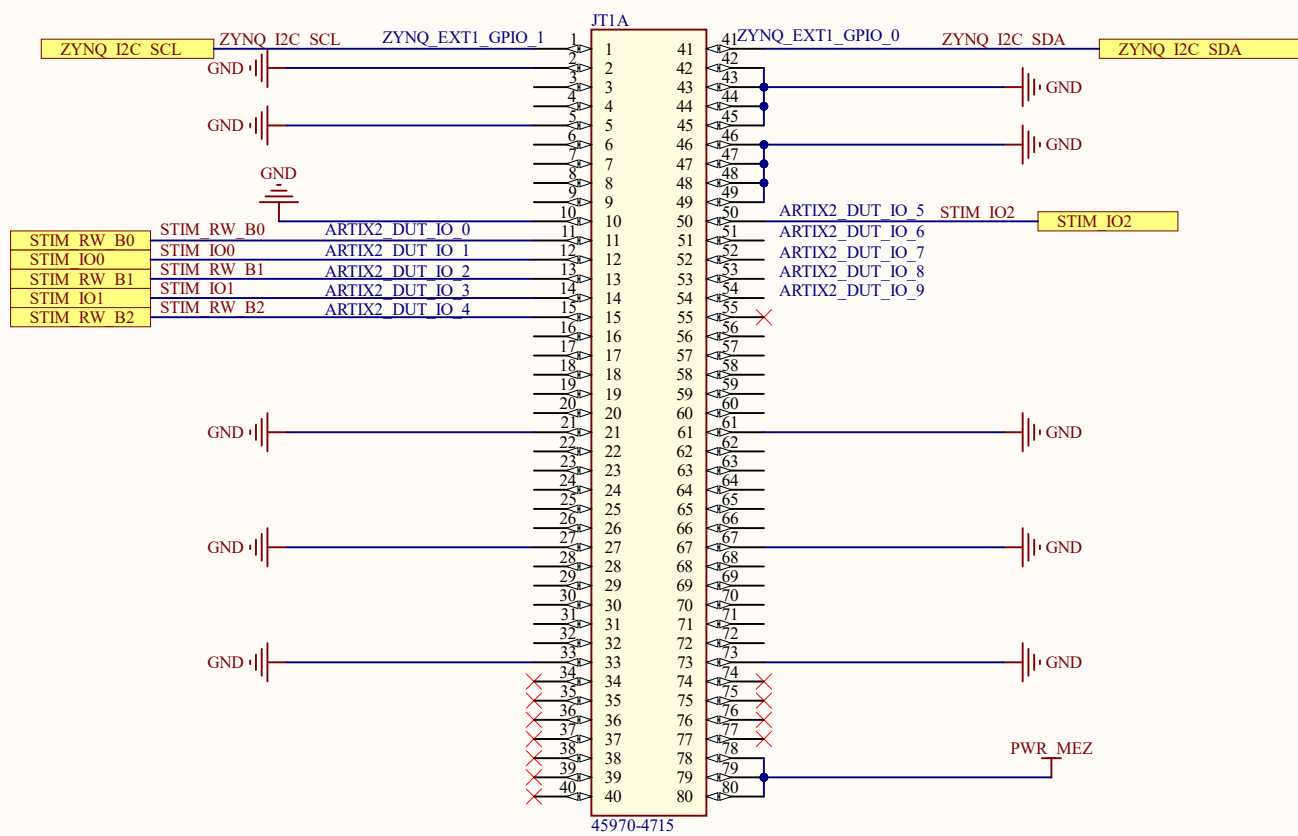 JT1A
ZYNQ_I2C_SCL ZYNQ_I2C_SCL ZYNQ_EXT1_GPIO_1 1 1 41 41 ZYNQ_EXT1_GPIO_0 ZYNQ_I2C_SDA ZYNQ_I2C_SDA
GND 2 2 42 42
3 3 43 43 GND
4 4 44 44
GND 5 5 45 45
6 6 46 46 GND
7 7 47 47
GND 8 8 48 48
9 9 49 49
10 10 50 50 ARTIX2_DUT_IO_5 STIM_IO2 STIM_IO2
STIM_RW_B0 STIM_RW_B0 ARTIX2_DUT_IO_0 11 11 51 51 ARTIX2_DUT_IO_6
STIM_IO0 STIM_IO0 ARTIX2_DUT_IO_1 12 12 52 52 ARTIX2_DUT_IO_7
STIM_RW_B1 STIM_RW_B1 ARTIX2_DUT_IO_2 13 13 53 53 ARTIX2_DUT_IO_8
STIM_IO1 STIM_IO1 ARTIX2_DUT_IO_3 14 14 54 54 ARTIX2_DUT_IO_9
STIM_RW_B2 STIM_RW_B2 ARTIX2_DUT_IO_4 15 15 55 55
16 16 56 56
17 17 57 57
18 18 58 58
19 19 59 59
20 20 60 60
GND 21 21 61 61 GND
22 22 62 62
23 23 63 63
24 24 64 64
25 25 65 65
26 26 66 66
GND 27 27 67 67 GND
28 28 68 68
29 29 69 69
30 30 70 70
31 31 71 71
32 32 72 72
GND 33 33 73 73 GND
34 34 74 74
35 35 75 75
36 36 76 76
37 37 77 77
38 38 78 78 PWR_MEZ
39 39 79 79
40 40 80 80
45970-4715